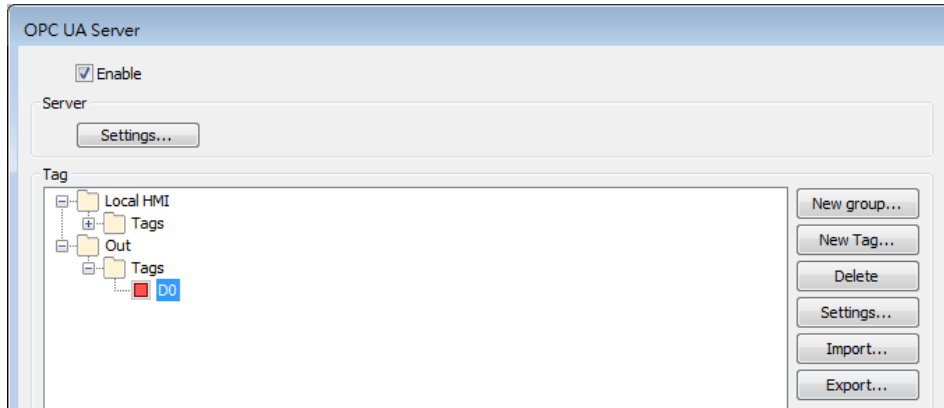 OPC UA Server
Enable
Server
Settings...
Tag
Local HMI
Tags
Out
Tags
D0
New group...
New Tag...
Delete
Settings...
Import...
Export...